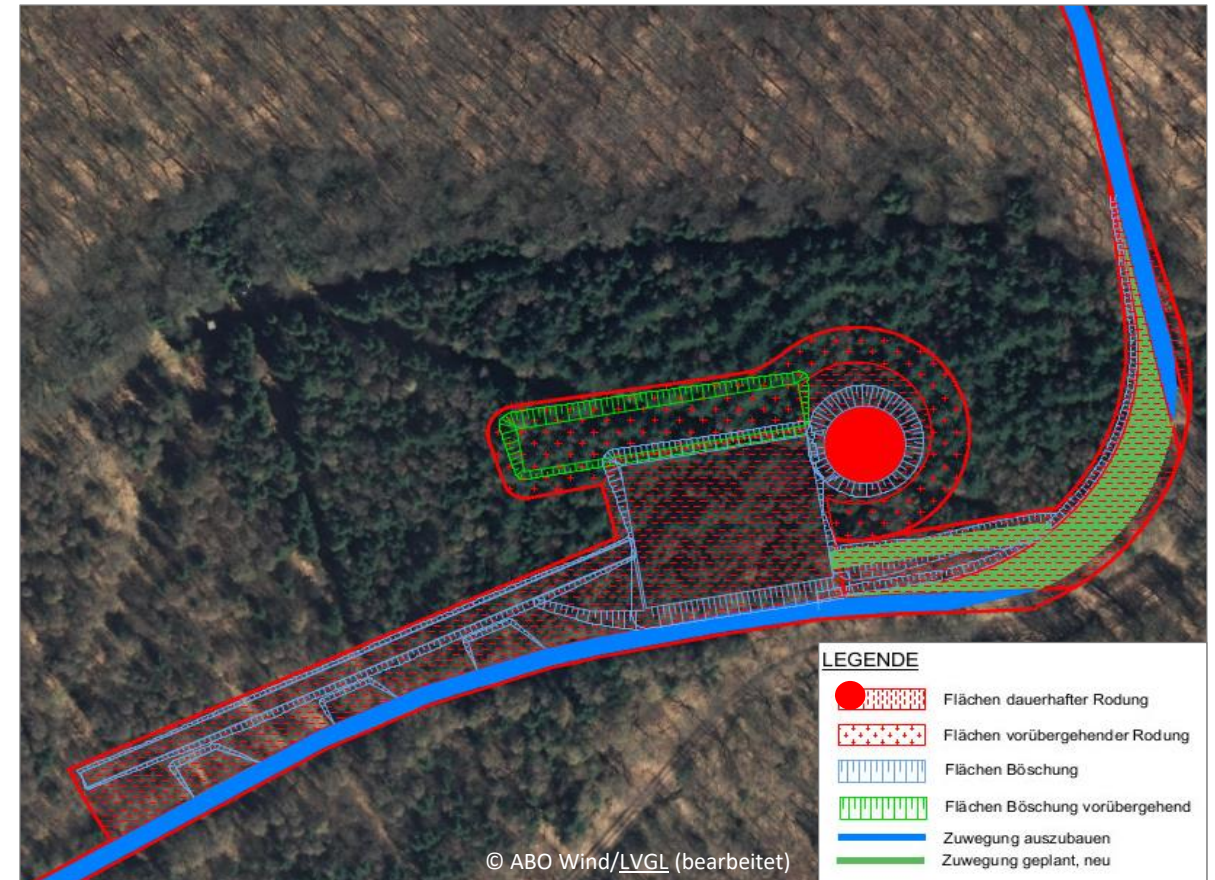 LEGENDE
Flächen dauerhafter Rodung
Flächen vorübergehender Rodung
Flächen Böschung
Flächen Böschung vorübergehend
Zuwegung auszubauen
Zuwegung geplant, neu
© ABO Wind/LVGL (bearbeitet)